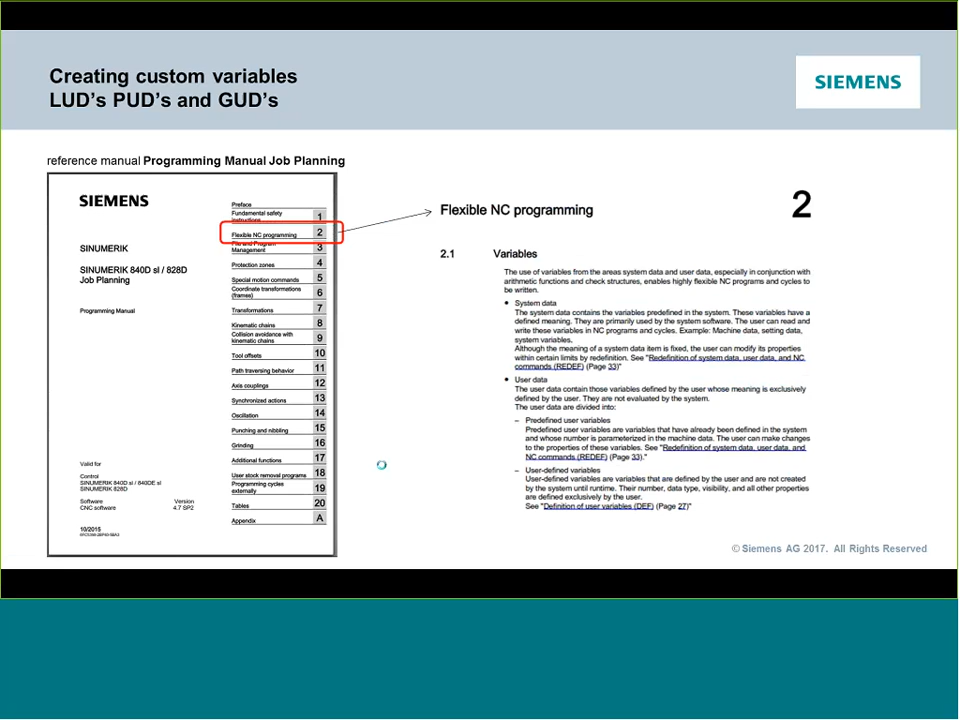 Creating custom variables
LUD's PUD's and GUD's
SIEMENS
reference manual Programming Manual Job Planning
SIEMENS
SINUMERIK
SINUMERIK 840D sl / 828D
Job Planning
Programming Manual
Valid for
Control
SINUMERIK 840D sl / 840DE sl
SINUMERIK 828D
Software Version
CNC software 4.7 SP2
10/2015
Preface
Fundamental safety
instructions 1
Flexible NC programming 2
File and Program
Management 3
Protection zones 4
Special motion commands 5
Coordinate transformations
(frames) 6
Transformations 7
Kinematic chains 8
Collision avoidance with
kinematic chains 9
Tool offsets 10
Path traversing behavior 11
Axis couplings 12
Synchronized actions 13
Oscillation 14
Punching and nibbling 15
Grinding 16
Additional functions 17
User stock removal programs 18
Programming cycles
externally 19
Tables 20
Appendix A
Flexible NC programming 2
2.1 Variables
The use of variables from the areas system data and user data, especially in conjunction with
arithmetic functions and check structures, enables highly flexible NC programs and cycles to
be written.
• System data
The system data contains the variables predefined in the system. These variables have a
defined meaning. They are primarily used by the system software. The user can read and
write these variables in NC programs and cycles. Example: Machine data, setting data,
system variables.
Although the meaning of a system data item is fixed, the user can modify its properties
within certain limits by redefinition. See "Redefinition of system data, user data, and NC
commands (REDEF) (Page 33)"
• User data
The user data contain those variables defined by the user whose meaning is exclusively
defined by the user. They are not evaluated by the system.
The user data are divided into:
– Predefined user variables
Predefined user variables are variables that have already been defined in the system
and whose number is parameterized in the machine data. The user can make changes
to the properties of these variables. See "Redefinition of system data, user data, and
NC commands (REDEF) (Page 33)."
– User-defined variables
User-defined variables are variables that are defined by the user and are not created
by the system until runtime. Their number, data type, visibility, and all other properties
are defined exclusively by the user.
See "Definition of user variables (DEF) (Page 27)"
© Siemens AG 2017. All Rights Reserved